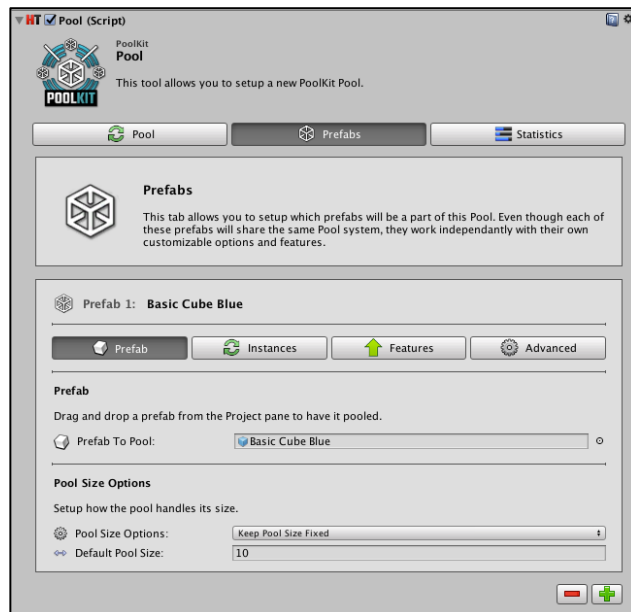 HT Pool (Script)
PoolKit
Pool
This tool allows you to setup a new PoolKit Pool.
POOLKIT
Pool Prefabs Statistics
Prefabs
This tab allows you to setup which prefabs will be a part of this Pool. Even though each of
these prefabs will share the same Pool system, they work independantly with their own
customizable options and features.
Prefab 1: Basic Cube Blue
Prefab Instances Features Advanced
Prefab
Drag and drop a prefab from the Project pane to have it pooled.
Prefab To Pool: Basic Cube Blue
Pool Size Options
Setup how the pool handles its size.
Pool Size Options: Keep Pool Size Fixed
Default Pool Size: 10